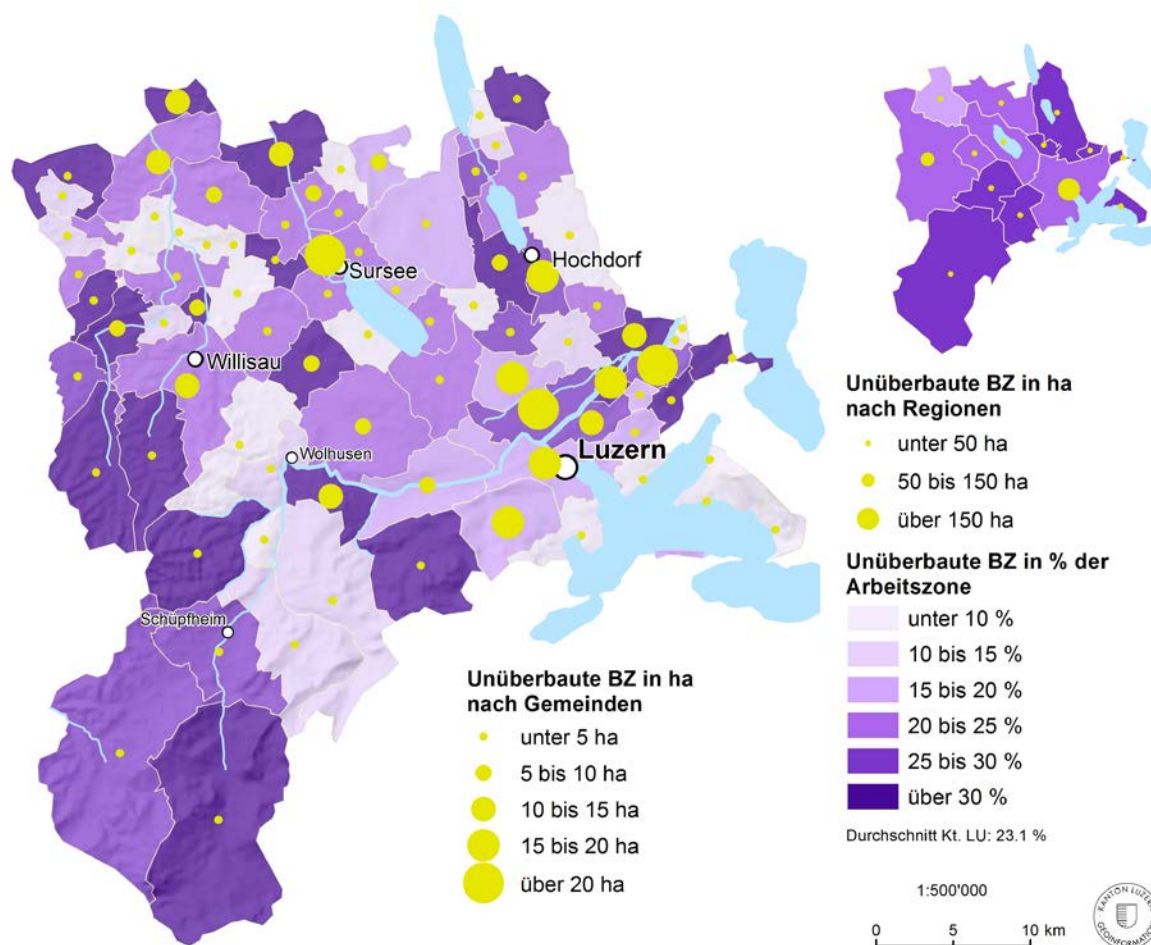 Hochdorf
Sursee
Willisau
Wolhusen
Luzern
Schüpfheim
Unüberbaute BZ in ha
nach Gemeinden
unter 5 ha
5 bis 10 ha
10 bis 15 ha
15 bis 20 ha
über 20 ha
Unüberbaute BZ in ha
nach Regionen
unter 50 ha
50 bis 150 ha
über 150 ha
Unüberbaute BZ in % der
Arbeitszone
unter 10 %
10 bis 15 %
15 bis 20 %
20 bis 25 %
25 bis 30 %
über 30 %
Durchschnitt Kt. LU: 23.1 %
1:500'000
0 5 10 km
KANTON LUZERN
GEOINFORMATION